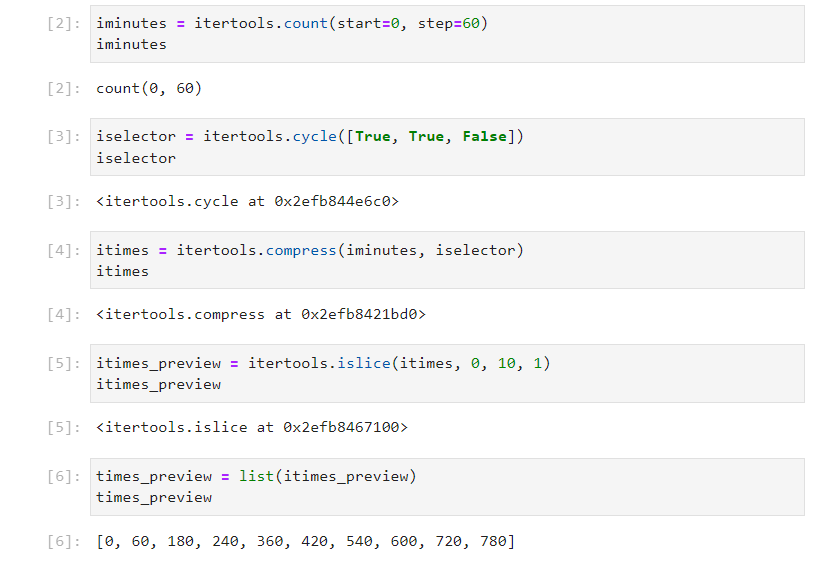 [2]: iminutes = itertools.count(start=0, step=60)
iminutes
[2]: count(0, 60)
[3]: iselector = itertools.cycle([True, True, False])
iselector
[3]: <itertools.cycle at 0x2efb844e6c0>
[4]: itimes = itertools.compress(iminutes, iselector)
itimes
[4]: <itertools.compress at 0x2efb8421bd0>
[5]: itimes_preview = itertools.islice(itimes, 0, 10, 1)
itimes_preview
[5]: <itertools.islice at 0x2efb8467100>
[6]: times_preview = list(itimes_preview)
times_preview
[6]: [0, 60, 180, 240, 360, 420, 540, 600, 720, 780]